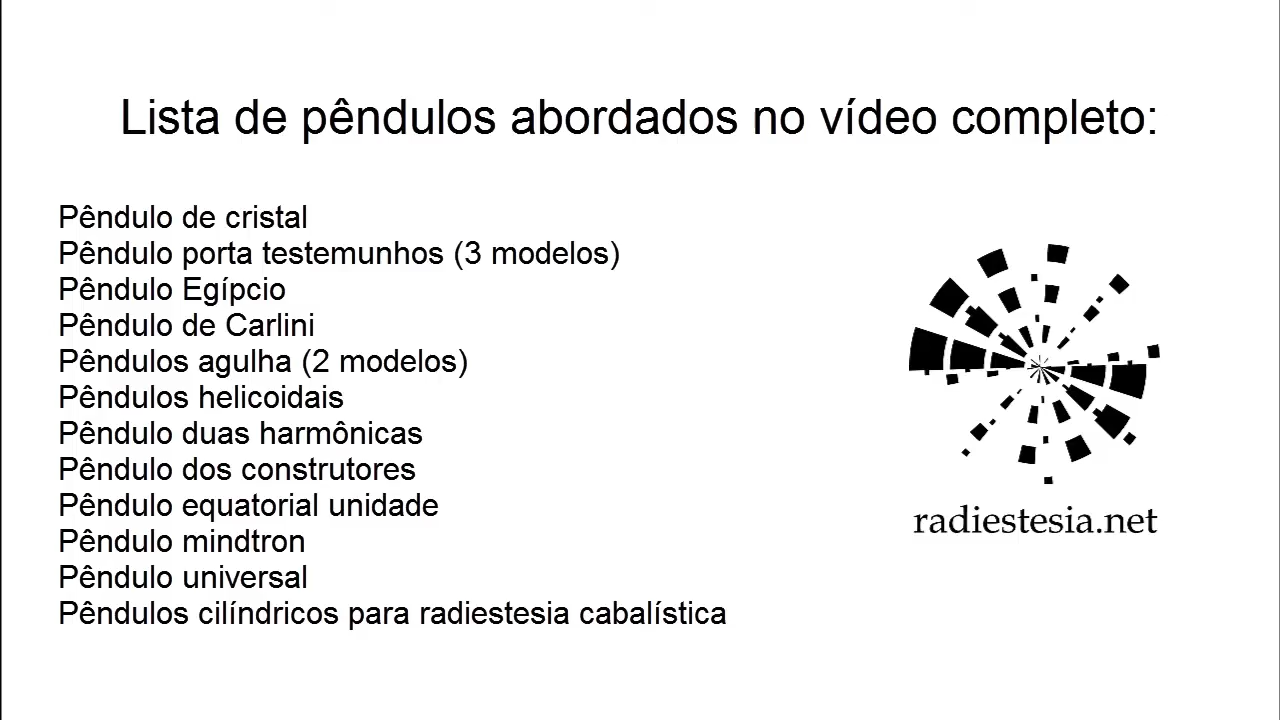 Lista de pêndulos abordados no vídeo completo:
Pêndulo de cristal
Pêndulo porta testemunhos (3 modelos)
Pêndulo Egípcio
Pêndulo de Carlini
Pêndulos agulha (2 modelos)
Pêndulos helicoidais
Pêndulo duas harmônicas
Pêndulo dos construtores
Pêndulo equatorial unidade
Pêndulo mindtron
Pêndulo universal
Pêndulos cilíndricos para radiestesia cabalística
radiestesia.net